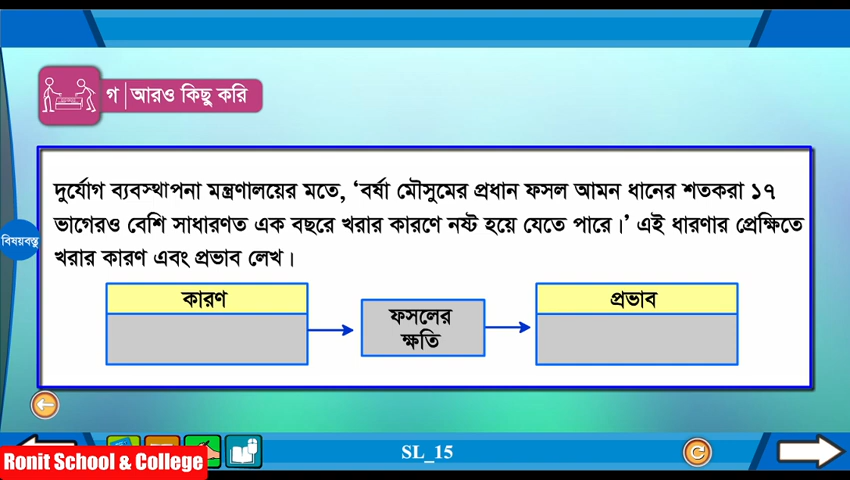 গ আরও কিছু করি
দুর্যোগ ব্যবস্থাপনা মন্ত্রণালয়ের মতে, ‘বর্ষা মৌসুমের প্রধান ফসল আমন ধানের শতকরা ১৭
ভাগেরও বেশি সাধারণত এক বছরে খরার কারণে নষ্ট হয়ে যেতে পারে।’ এই ধারণার প্রেক্ষিতে
খরার কারণ এবং প্রভাব লেখ।
বিষয়বস্তু
কারণ
ফসলের
ক্ষতি
প্রভাব
SL_15
Ronit School & College